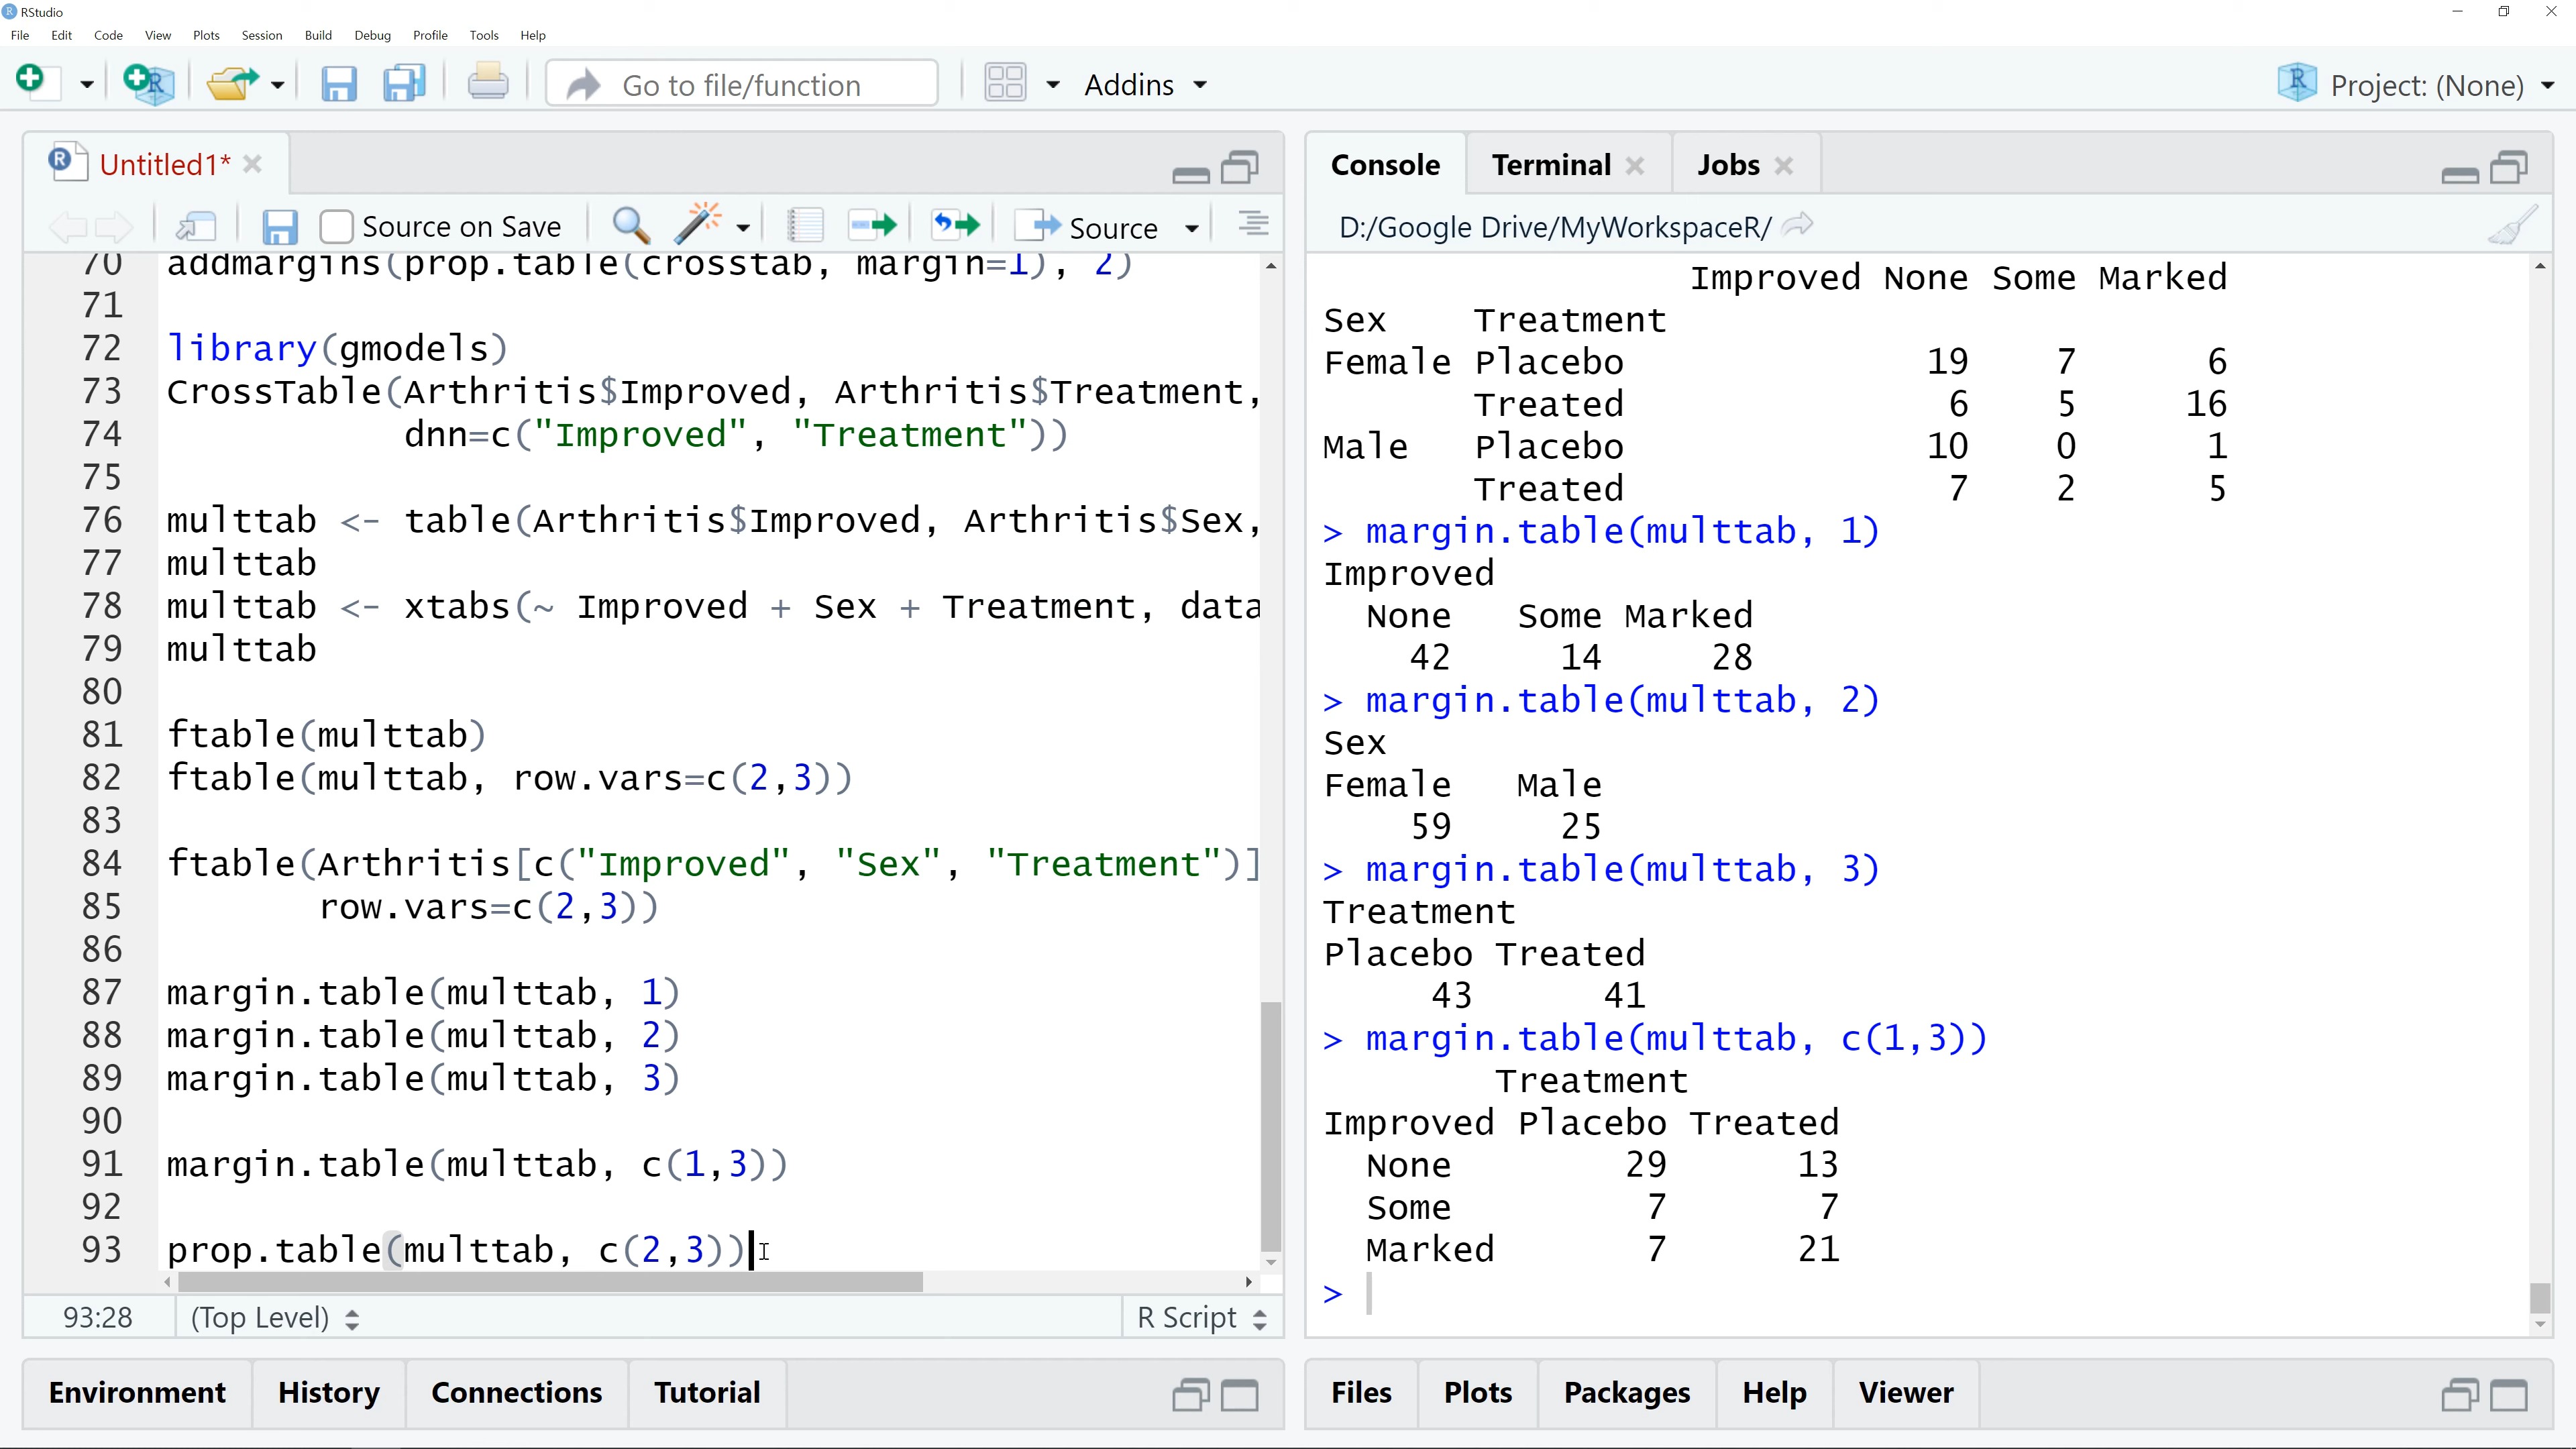 RStudio
File Edit Code View Plots Session Build Debug Profile Tools Help
Go to file/function Addins Project: (None)
Untitled1*
Source on Save Source
70 addmargins(prop.table(crosstab, margin=1), 2)
71
72 library(gmodels)
73 CrossTable(Arthritis$Improved, Arthritis$Treatment,
74 dnn=c("Improved", "Treatment"))
75
76 multtab <- table(Arthritis$Improved, Arthritis$Sex,
77 multtab
78 multtab <- xtabs(~ Improved + Sex + Treatment, data
79 multtab
80
81 ftable(multtab)
82 ftable(multtab, row.vars=c(2,3))
83
84 ftable(Arthritis[c("Improved", "Sex", "Treatment")]
85 row.vars=c(2,3))
86
87 margin.table(multtab, 1)
88 margin.table(multtab, 2)
89 margin.table(multtab, 3)
90
91 margin.table(multtab, c(1,3))
92
93 prop.table(multtab, c(2,3))
93:28 (Top Level) R Script
Environment History Connections Tutorial
Console Terminal Jobs
D:/Google Drive/MyWorkspaceR/
Improved None Some Marked
Sex Treatment
Female Placebo 19 7 6
Treated 6 5 16
Male Placebo 10 0 1
Treated 7 2 5
> margin.table(multtab, 1)
Improved
None Some Marked
42 14 28
> margin.table(multtab, 2)
Sex
Female Male
59 25
> margin.table(multtab, 3)
Treatment
Placebo Treated
43 41
> margin.table(multtab, c(1,3))
Treatment
Improved Placebo Treated
None 29 13
Some 7 7
Marked 7 21
>
Files Plots Packages Help Viewer